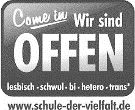 Come in Wir sind
OFFEN
lesbisch · schwul · bi · hetero · trans*
www.schule-der-vielfalt.de